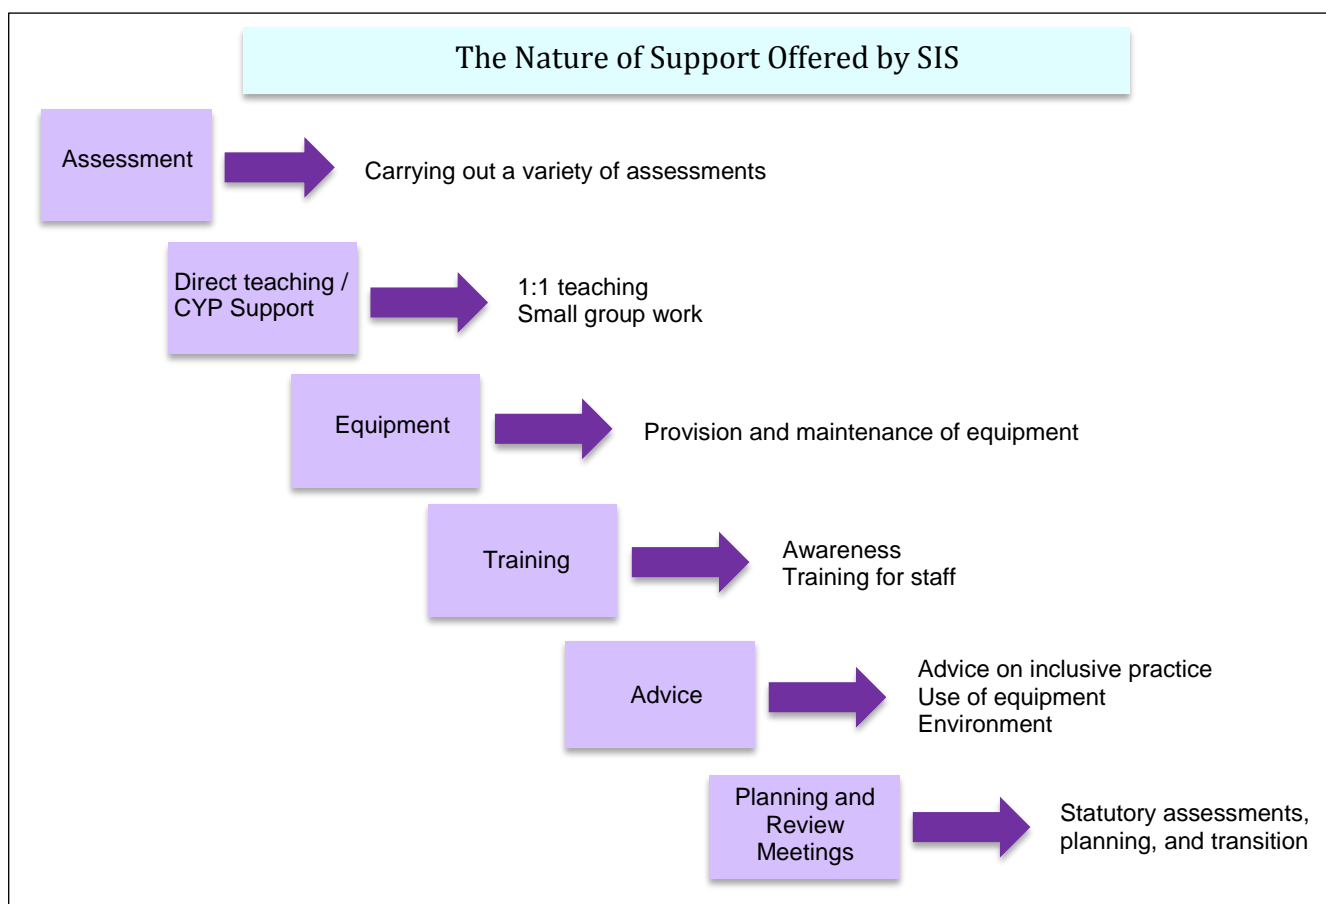 The Nature of Support Offered by SIS
Assessment
Carrying out a variety of assessments
Direct teaching /
CYP Support
1:1 teaching
Small group work
Equipment
Provision and maintenance of equipment
Training
Awareness
Training for staff
Advice
Advice on inclusive practice
Use of equipment
Environment
Planning and
Review
Meetings
Statutory assessments,
planning, and transition